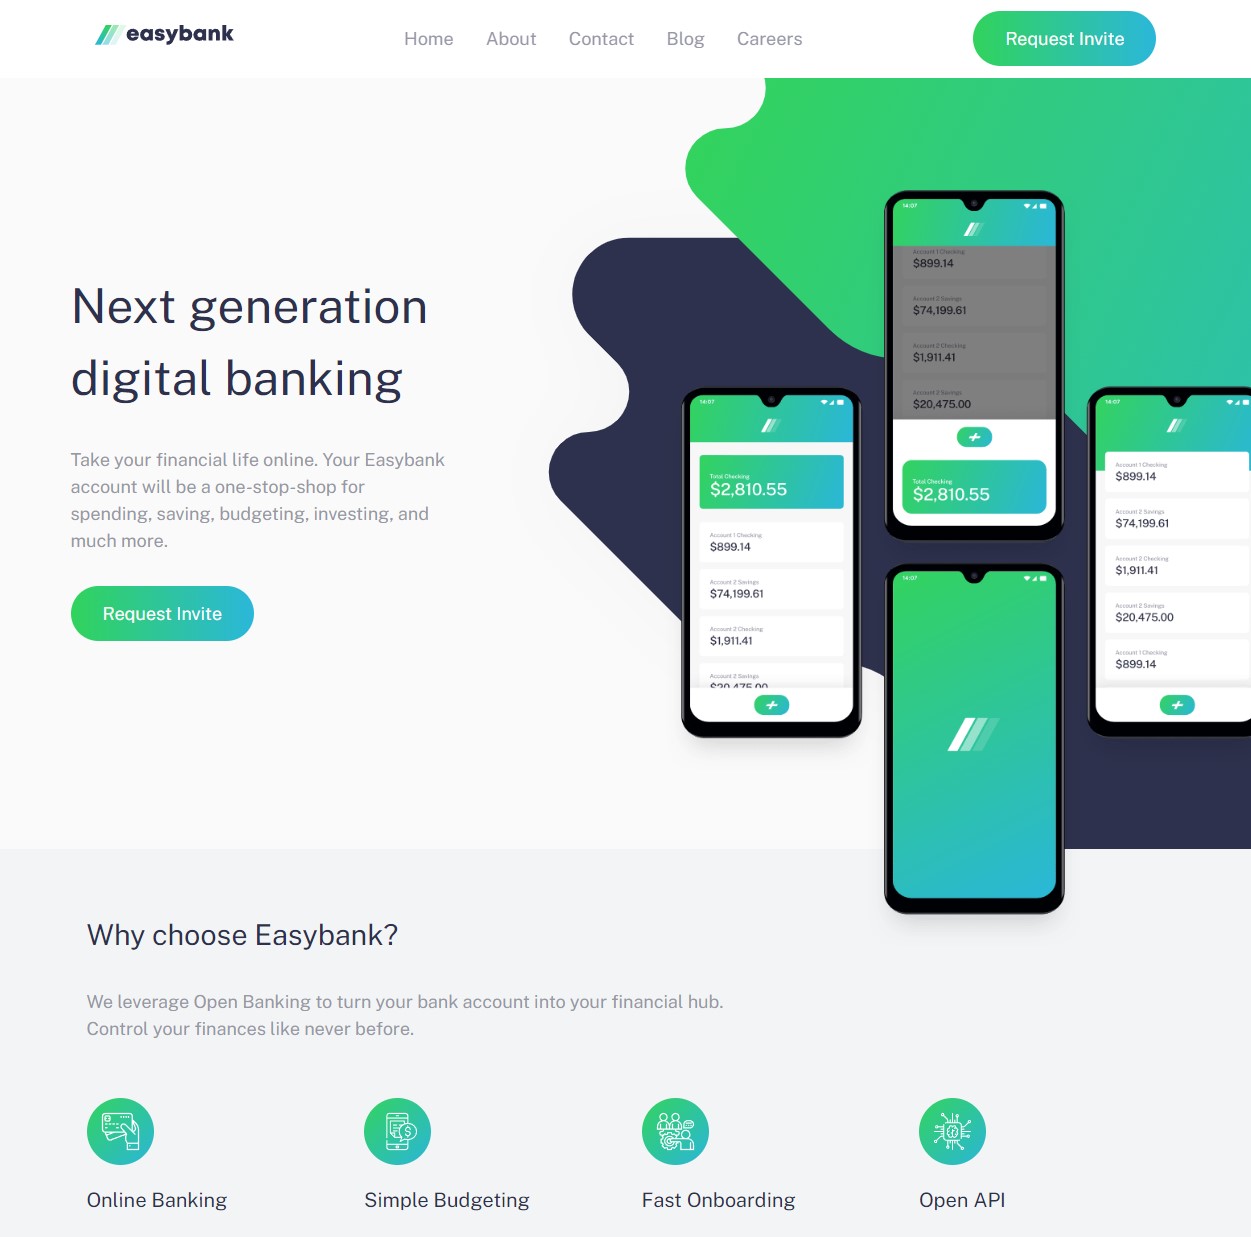 easybank
Home About Contact Blog Careers
Request Invite
Next generation
digital banking
Take your financial life online. Your Easybank
account will be a one-stop-shop for
spending, saving, budgeting, investing, and
much more.
Request Invite
14:07
Account 1 Checking
$899.14
Account 2 Savings
$74,199.61
Account 2 Checking
$1,911.41
Account 2 Savings
$20,475.00
Total Checking
$2,810.55
14:07
Total Checking
$2,810.55
Account 1 Checking
$899.14
Account 2 Savings
$74,199.61
Account 2 Checking
$1,911.41
Account 2 Savings
$20,475.00
14:07
Account 1 Checking
$899.14
Account 2 Savings
$74,199.61
Account 2 Checking
$1,911.41
Account 2 Savings
$20,475.00
Account 1 Checking
$899.14
14:07
Why choose Easybank?
We leverage Open Banking to turn your bank account into your financial hub.
Control your finances like never before.
Online Banking
Simple Budgeting
Fast Onboarding
Open API